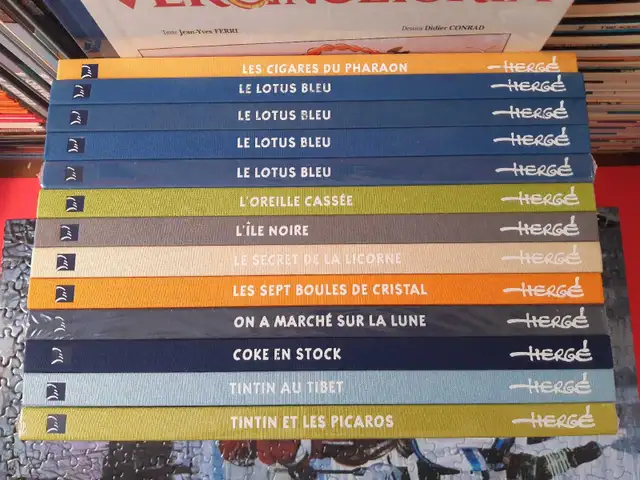 Texte Jean-Yves FERRI
Dessins Didier CONRAD
LES CIGARES DU PHARAON HERGÉ
LE LOTUS BLEU HERGÉ
LE LOTUS BLEU HERGÉ
LE LOTUS BLEU HERGÉ
LE LOTUS BLEU HERGÉ
L'OREILLE CASSÉE HERGÉ
L'ÎLE NOIRE HERGÉ
LE SECRET DE LA LICORNE HERGÉ
LES SEPT BOULES DE CRISTAL HERGÉ
ON A MARCHÉ SUR LA LUNE HERGÉ
COKE EN STOCK HERGÉ
TINTIN AU TIBET HERGÉ
TINTIN ET LES PICAROS HERGÉ